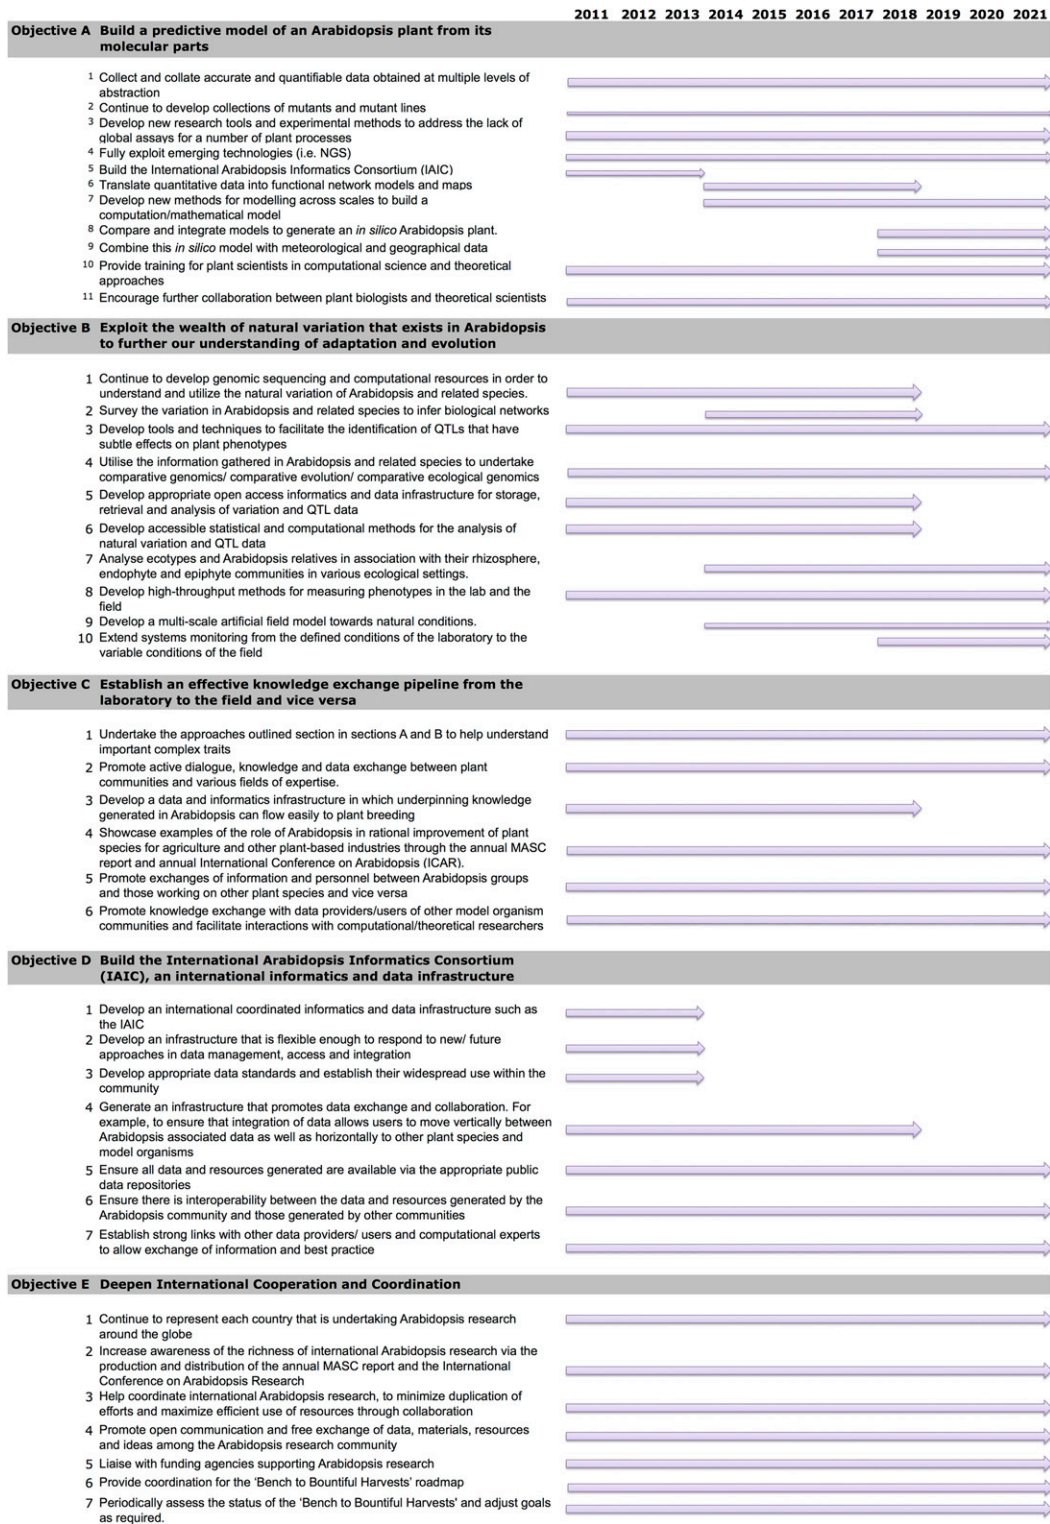 2011 2012 2013 2014 2015 2016 2017 2018 2019 2020 2021
Objective A Build a predictive model of an Arabidopsis plant from its
molecular parts
1 Collect and collate accurate and quantifiable data obtained at multiple levels of
abstraction
2 Continue to develop collections of mutants and mutant lines
3 Develop new research tools and experimental methods to address the lack of
global assays for a number of plant processes
4 Fully exploit emerging technologies (i.e. NGS)
5 Build the International Arabidopsis Informatics Consortium (IAIC)
6 Translate quantitative data into functional network models and maps
7 Develop new methods for modelling across scales to build a
computation/mathematical model
8 Compare and integrate models to generate an in silico Arabidopsis plant.
9 Combine this in silico model with meteorological and geographical data
10 Provide training for plant scientists in computational science and theoretical
approaches
11 Encourage further collaboration between plant biologists and theoretical scientists
Objective B Exploit the wealth of natural variation that exists in Arabidopsis
to further our understanding of adaptation and evolution
1 Continue to develop genomic sequencing and computational resources in order to
understand and utilize the natural variation of Arabidopsis and related species.
2 Survey the variation in Arabidopsis and related species to infer biological networks
3 Develop tools and techniques to facilitate the identification of QTLs that have
subtle effects on plant phenotypes
4 Utilise the information gathered in Arabidopsis and related species to undertake
comparative genomics/ comparative evolution/ comparative ecological genomics
5 Develop appropriate open access informatics and data infrastructure for storage,
retrieval and analysis of variation and QTL data
6 Develop accessible statistical and computational methods for the analysis of
natural variation and QTL data
7 Analyse ecotypes and Arabidopsis relatives in association with their rhizosphere,
endophyte and epiphyte communities in various ecological settings.
8 Develop high-throughput methods for measuring phenotypes in the lab and the
field
9 Develop a multi-scale artificial field model towards natural conditions.
10 Extend systems monitoring from the defined conditions of the laboratory to the
variable conditions of the field
Objective C Establish an effective knowledge exchange pipeline from the
laboratory to the field and vice versa
1 Undertake the approaches outlined section in sections A and B to help understand
important complex traits
2 Promote active dialogue, knowledge and data exchange between plant
communities and various fields of expertise.
3 Develop a data and informatics infrastructure in which underpinning knowledge
generated in Arabidopsis can flow easily to plant breeding
4 Showcase examples of the role of Arabidopsis in rational improvement of plant
species for agriculture and other plant-based industries through the annual MASC
report and annual International Conference on Arabidopsis (ICAR).
5 Promote exchanges of information and personnel between Arabidopsis groups
and those working on other plant species and vice versa
6 Promote knowledge exchange with data providers/users of other model organism
communities and facilitate interactions with computational/theoretical researchers
Objective D Build the International Arabidopsis Informatics Consortium
(IAIC), an international informatics and data infrastructure
1 Develop an international coordinated informatics and data infrastructure such as
the IAIC
2 Develop an infrastructure that is flexible enough to respond to new/ future
approaches in data management, access and integration
3 Develop appropriate data standards and establish their widespread use within the
community
4 Generate an infrastructure that promotes data exchange and collaboration. For
example, to ensure that integration of data allows users to move vertically between
Arabidopsis associated data as well as horizontally to other plant species and
model organisms
5 Ensure all data and resources generated are available via the appropriate public
data repositories
6 Ensure there is interoperability between the data and resources generated by the
Arabidopsis community and those generated by other communities
7 Establish strong links with other data providers/ users and computational experts
to allow exchange of information and best practice
Objective E Deepen International Cooperation and Coordination
1 Continue to represent each country that is undertaking Arabidopsis research
around the globe
2 Increase awareness of the richness of international Arabidopsis research via the
production and distribution of the annual MASC report and the International
Conference on Arabidopsis Research
3 Help coordinate international Arabidopsis research, to minimize duplication of
efforts and maximize efficient use of resources through collaboration
4 Promote open communication and free exchange of data, materials, resources
and ideas among the Arabidopsis research community
5 Liaise with funding agencies supporting Arabidopsis research
6 Provide coordination for the 'Bench to Bountiful Harvests' roadmap
7 Periodically assess the status of the 'Bench to Bountiful Harvests' and adjust goals
as required.